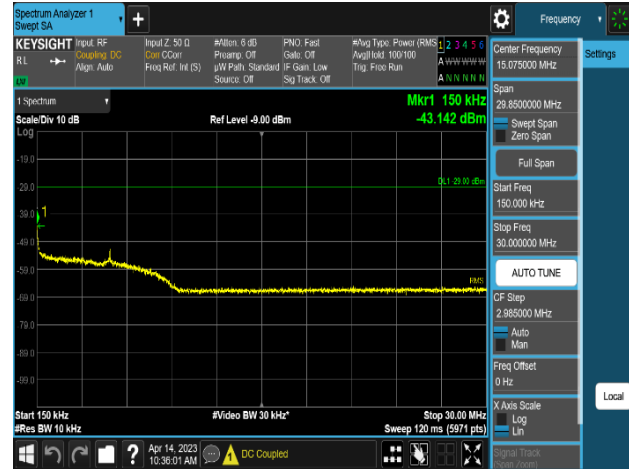 Spectrum Analyzer 1
Swept SA
+
Frequency
KEYSIGHT
RL
Input: RF
Coupling: DC
Align: Auto
Input Z: 50 Ω
Corr CCorr
Freq Ref: Int (S)
#Atten: 6 dB
Preamp: Off
µW Path: Standard
Source: Off
PNO: Fast
Gate: Off
IF Gain: Low
Sig Track: Off
#Avg Type: Power (RMS
Avg|Hold: 100/100
Trig: Free Run
1 2 3 4 5 6
A W W W W W
A N N N N N
1 Spectrum
Scale/Div 10 dB
Ref Level -9.00 dBm
Mkr1 150 kHz
-43.142 dBm
Log
-19.0
-29.0
-39.0
-49.0
-59.0
-69.0
-79.0
-89.0
-99.0
1
DL1 -29.00 dBm
RMS
Start 150 kHz
#Res BW 10 kHz
#Video BW 30 kHz*
Stop 30.00 MHz
Sweep 120 ms (5971 pts)
Center Frequency
15.075000 MHz
Settings
Span
29.8500000 MHz
Swept Span
Zero Span
Full Span
Start Freq
150.000 kHz
Stop Freq
30.000000 MHz
AUTO TUNE
CF Step
2.985000 MHz
Auto
Man
Freq Offset
0 Hz
X Axis Scale
Log
Lin
Local
Signal Track
(Span Zoom)
?
Apr 14, 2023
10:36:01 AM
DC Coupled